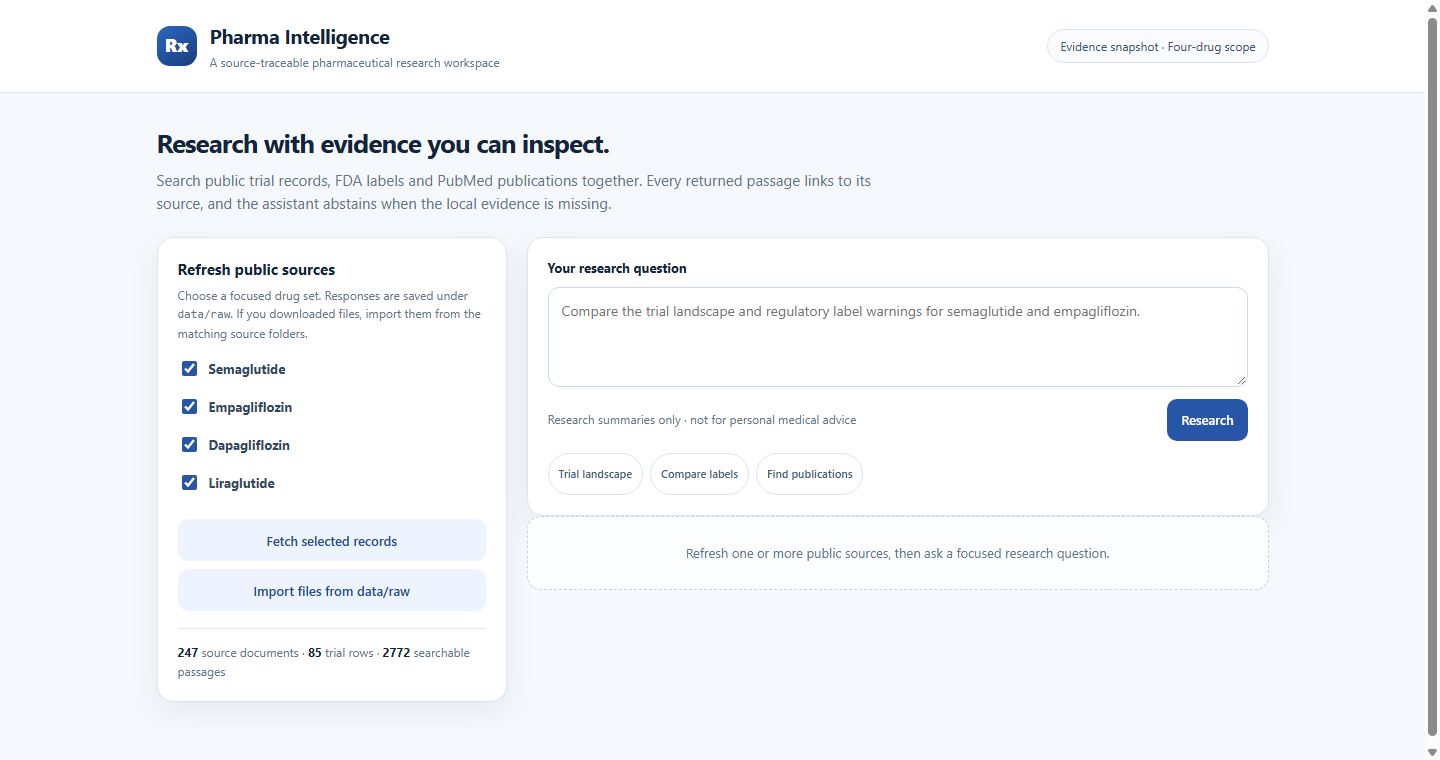 Rx
Pharma Intelligence
A source-traceable pharmaceutical research workspace
Evidence snapshot · Four-drug scope
Research with evidence you can inspect.
Search public trial records, FDA labels and PubMed publications together. Every returned passage links to its
source, and the assistant abstains when the local evidence is missing.
Refresh public sources
Choose a focused drug set. Responses are saved under
data/raw. If you downloaded files, import them from the
matching source folders.
Semaglutide
Empagliflozin
Dapagliflozin
Liraglutide
Fetch selected records
Import files from data/raw
247 source documents · 85 trial rows · 2772 searchable
passages
Your research question
Compare the trial landscape and regulatory label warnings for semaglutide and empagliflozin.
Research summaries only · not for personal medical advice
Research
Trial landscape
Compare labels
Find publications
Refresh one or more public sources, then ask a focused research question.